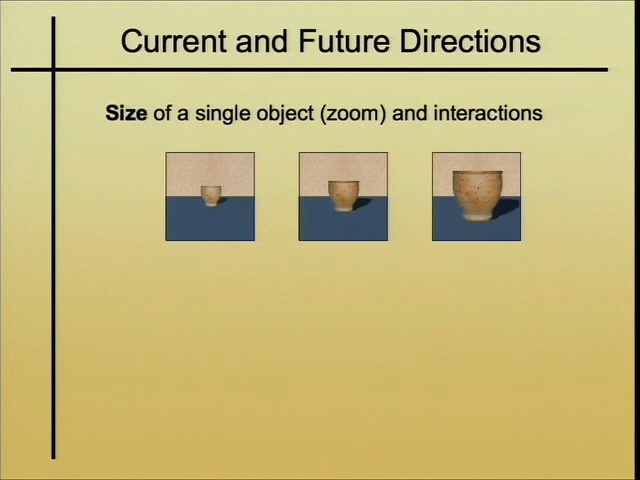 Current and Future Directions
Size of a single object (zoom) and interactions